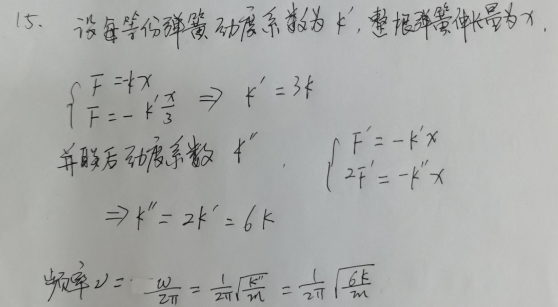 15. 设每等份弹簧劲度系数为 k', 整根弹簧伸长量为 x.
{ F = -kx
F = -k' x/3 ⇒ k' = 3k
并联后劲度系数 k'' , { F' = -k'x
2F' = -k''x
⇒ k'' = 2k' = 6k
频率 ν = ω/2π = 1/2π √(k''/m) = 1/2π √(6k/m)